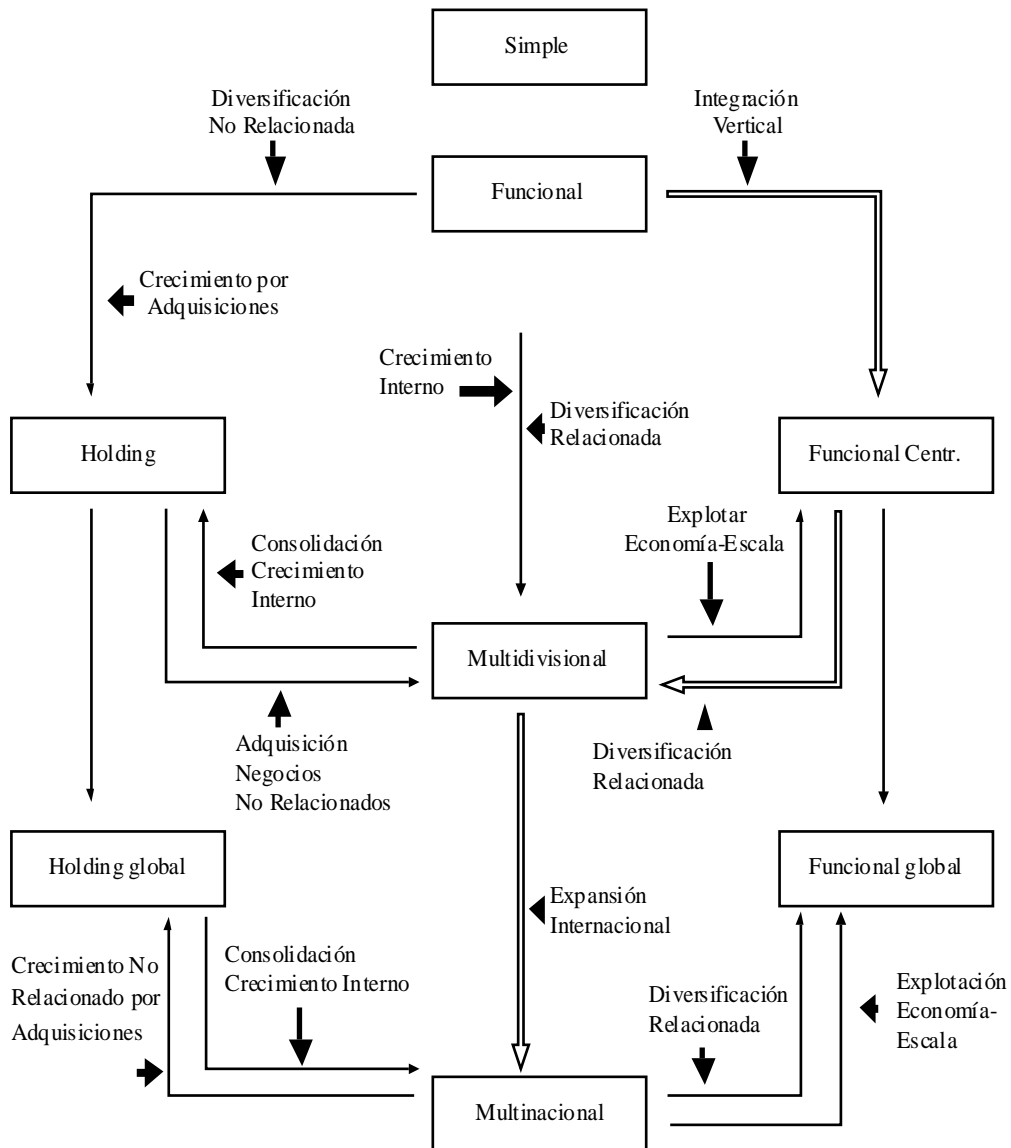 Simple
Diversificación
No Relacionada
Integración
Vertical
Funcional
Crecimiento por
Adquisiciones
Crecimiento
Interno
Diversificación
Relacionada
Holding
Funcional Centr.
Explotar
Economía-Escala
Consolidación
Crecimiento
Interno
Multidivisional
Adquisición
Negocios
No Relacionados
Diversificación
Relacionada
Holding global
Funcional global
Expansión
Internacional
Crecimiento No
Relacionado por
Adquisiciones
Consolidación
Crecimiento Interno
Diversificación
Relacionada
Explotación
Economía-
Escala
Multinacional